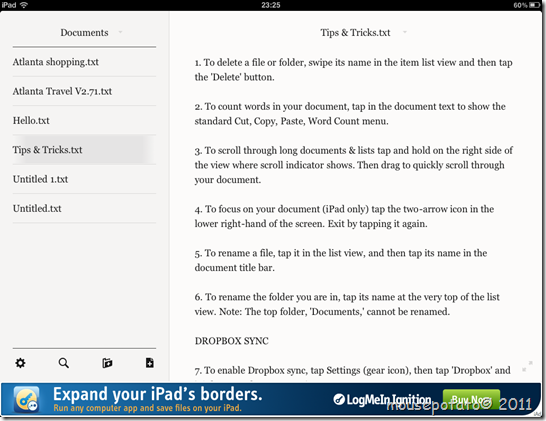 iPad
23:25
60%
Documents
Tips & Tricks.txt
Atlanta shopping.txt
Atlanta Travel V2.71.txt
Hello.txt
Tips & Tricks.txt
Untitled 1.txt
Untitled.txt
1. To delete a file or folder, swipe its name in the item list view and then tap
the 'Delete' button.
2. To count words in your document, tap in the document text to show the
standard Cut, Copy, Paste, Word Count menu.
3. To scroll through long documents & lists tap and hold on the right side of
the view where scroll indicator shows. Then drag to quickly scroll through
your document.
4. To focus on your document (iPad only) tap the two-arrow icon in the
lower right-hand of the screen. Exit by tapping it again.
5. To rename a file, tap it in the list view, and then tap its name in the
document title bar.
6. To rename the folder you are in, tap its name at the very top of the list
view. Note: The top folder, 'Documents,' cannot be renamed.
DROPBOX SYNC
7. To enable Dropbox sync, tap Settings (gear icon), then tap 'Dropbox' and
Expand your iPad's borders.
Run any computer app and save files on your iPad.
LogMeIn Ignition
Buy Now
iAd
mousepotato© 2011